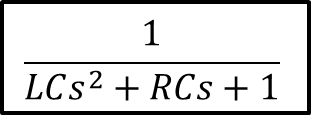 1
LCs² + RCs + 1